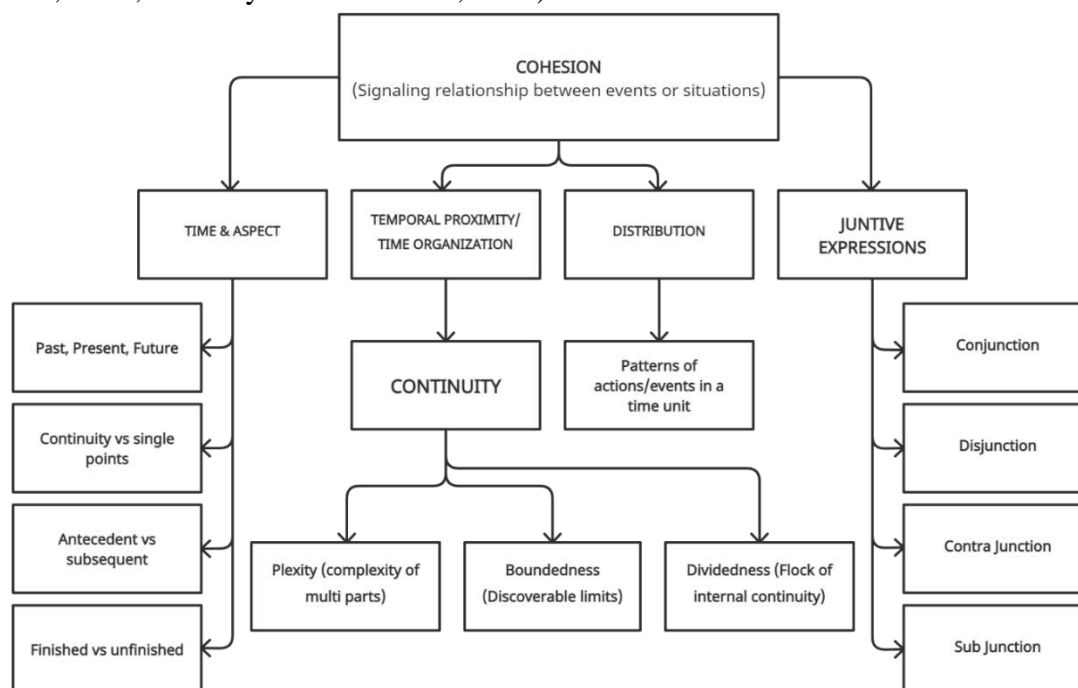 COHESION
(Signaling relationship between events or situations)
TIME & ASPECT
TEMPORAL PROXIMITY/
TIME ORGANIZATION
DISTRIBUTION
JUNTIVE
EXPRESSIONS
Past, Present, Future
Continuity vs single
points
Antecedent vs
subsequent
Finished vs unfinished
CONTINUITY
Patterns of
actions/events in a
time unit
Plexity (complexity of
multi parts)
Boundedness
(Discoverable limits)
Dividedness (Flock of
internal continuity)
Conjunction
Disjunction
Contra Junction
Sub Junction